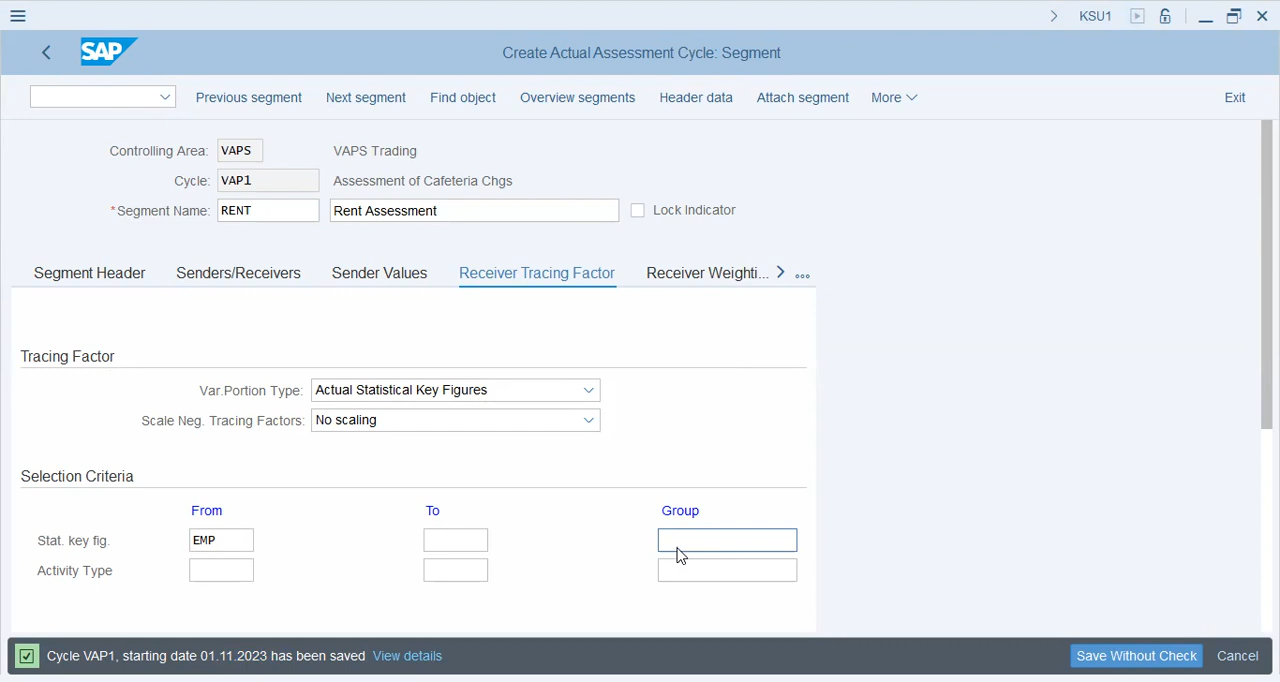 KSU1
SAP
Create Actual Assessment Cycle: Segment
Previous segment Next segment Find object Overview segments Header data Attach segment More Exit
Controlling Area: VAPS VAPS Trading
Cycle: VAP1 Assessment of Cafeteria Chgs
*Segment Name: RENT Rent Assessment Lock Indicator
Segment Header Senders/Receivers Sender Values Receiver Tracing Factor Receiver Weighti...
Tracing Factor
Var.Portion Type: Actual Statistical Key Figures
Scale Neg. Tracing Factors: No scaling
Selection Criteria
From To Group
Stat. key fig. EMP
Activity Type
Cycle VAP1, starting date 01.11.2023 has been saved View details Save Without Check Cancel